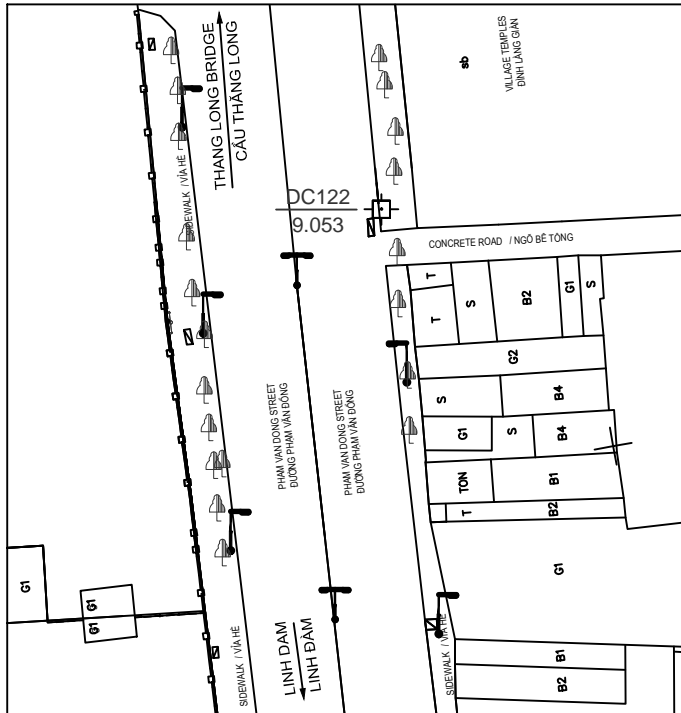 THANG LONG BRIDGE
CẦU THĂNG LONG
SIDEWALK / VỈA HÈ
DC122
9.053
sb
VILLAGE TEMPLES
ĐÌNH LÀNG GIÀN
CONCRETE ROAD / NGÕ BÊ TÔNG
T
T
S
B2
G1
S
G2
S
B4
G1
S
B4
TON
B1
T
B2
G1
PHAM VAN DONG STREET
ĐƯỜNG PHẠM VĂN ĐỒNG
PHAM VAN DONG STREET
ĐƯỜNG PHẠM VĂN ĐỒNG
G1
G1
G1
SIDEWALK / VỈA HÈ
LINH DAM
LINH ĐÀM
SIDEWALK / VỈA HÈ
B1
B2